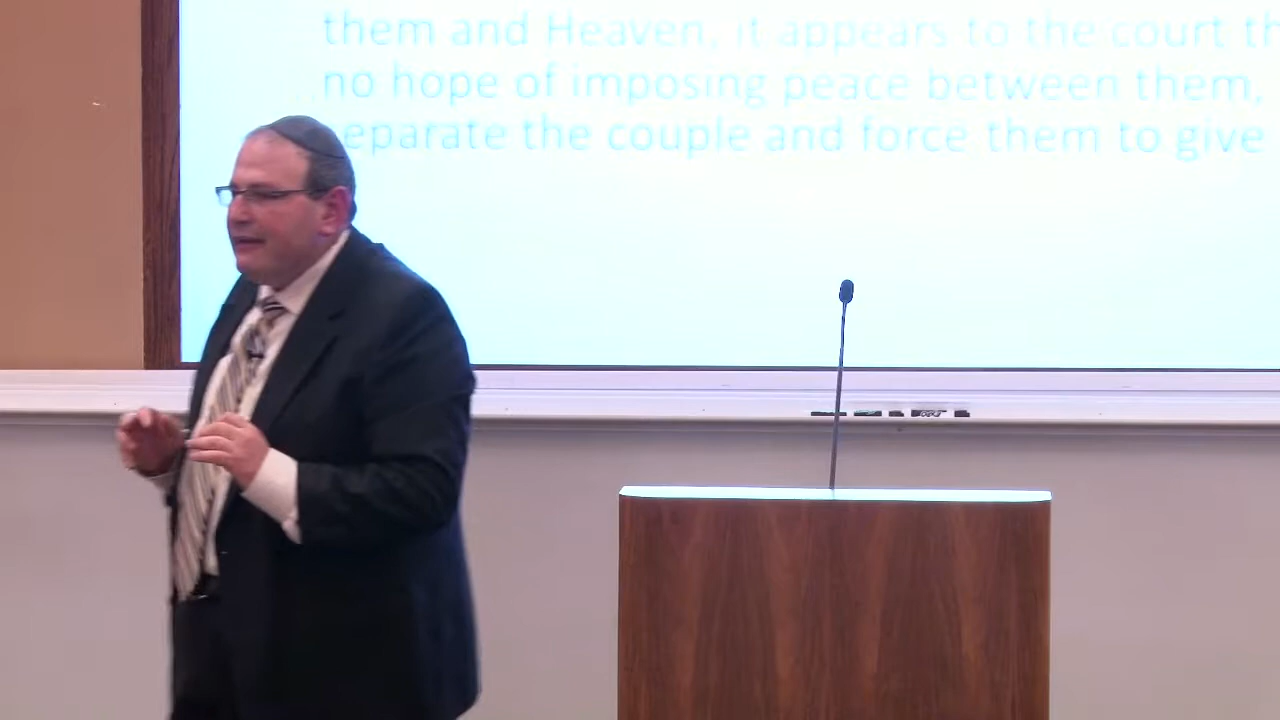 them and Heaven, it appears to the court th
no hope of imposing peace between them,
eparate the couple and force them to give